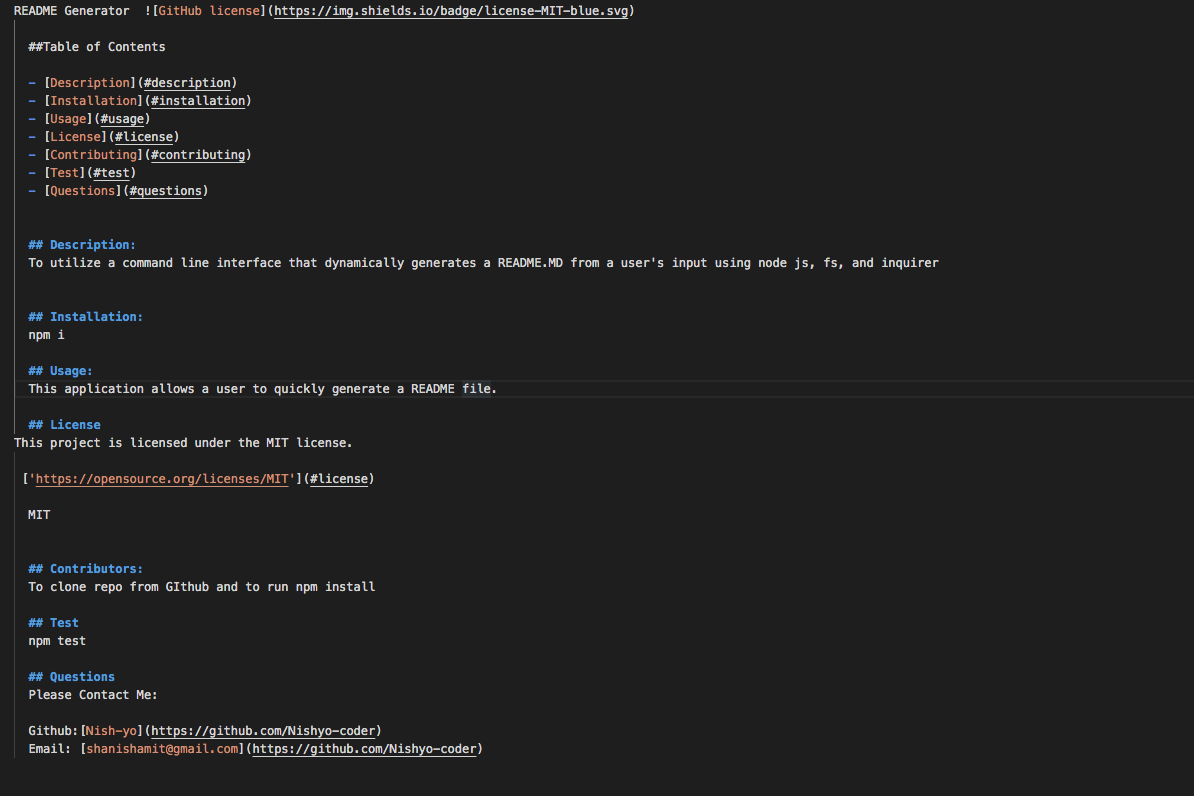 README Generator  ![GitHub license](https://img.shields.io/badge/license-MIT-blue.svg)
##Table of Contents
- [Description](#description)
- [Installation](#installation)
- [Usage](#usage)
- [License](#license)
- [Contributing](#contributing)
- [Test](#test)
- [Questions](#questions)
## Description:
To utilize a command line interface that dynamically generates a README.MD from a user's input using node js, fs, and inquirer
## Installation:
npm i
## Usage:
This application allows a user to quickly generate a README file.
## License
This project is licensed under the MIT license.
['https://opensource.org/licenses/MIT'](#license)
MIT
## Contributors:
To clone repo from GIthub and to run npm install
## Test
npm test
## Questions
Please Contact Me:
Github:[Nish-yo](https://github.com/Nishyo-coder)
Email: [shanishamit@gmail.com](https://github.com/Nishyo-coder)